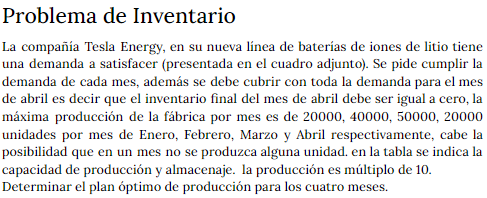 Problema de Inventario
La compañía Tesla Energy, en su nueva línea de baterías de iones de litio tiene
una demanda a satisfacer (presentada en el cuadro adjunto). Se pide cumplir la
demanda de cada mes, además se debe cubrir con toda la demanda para el mes
de abril es decir que el inventario final del mes de abril debe ser igual a cero, la
máxima producción de la fábrica por mes es de 20000, 40000, 50000, 20000
unidades por mes de Enero, Febrero, Marzo y Abril respectivamente, cabe la
posibilidad que en un mes no se produzca alguna unidad. en la tabla se indica la
capacidad de producción y almacenaje. la producción es múltiplo de 10.
Determinar el plan óptimo de producción para los cuatro meses.